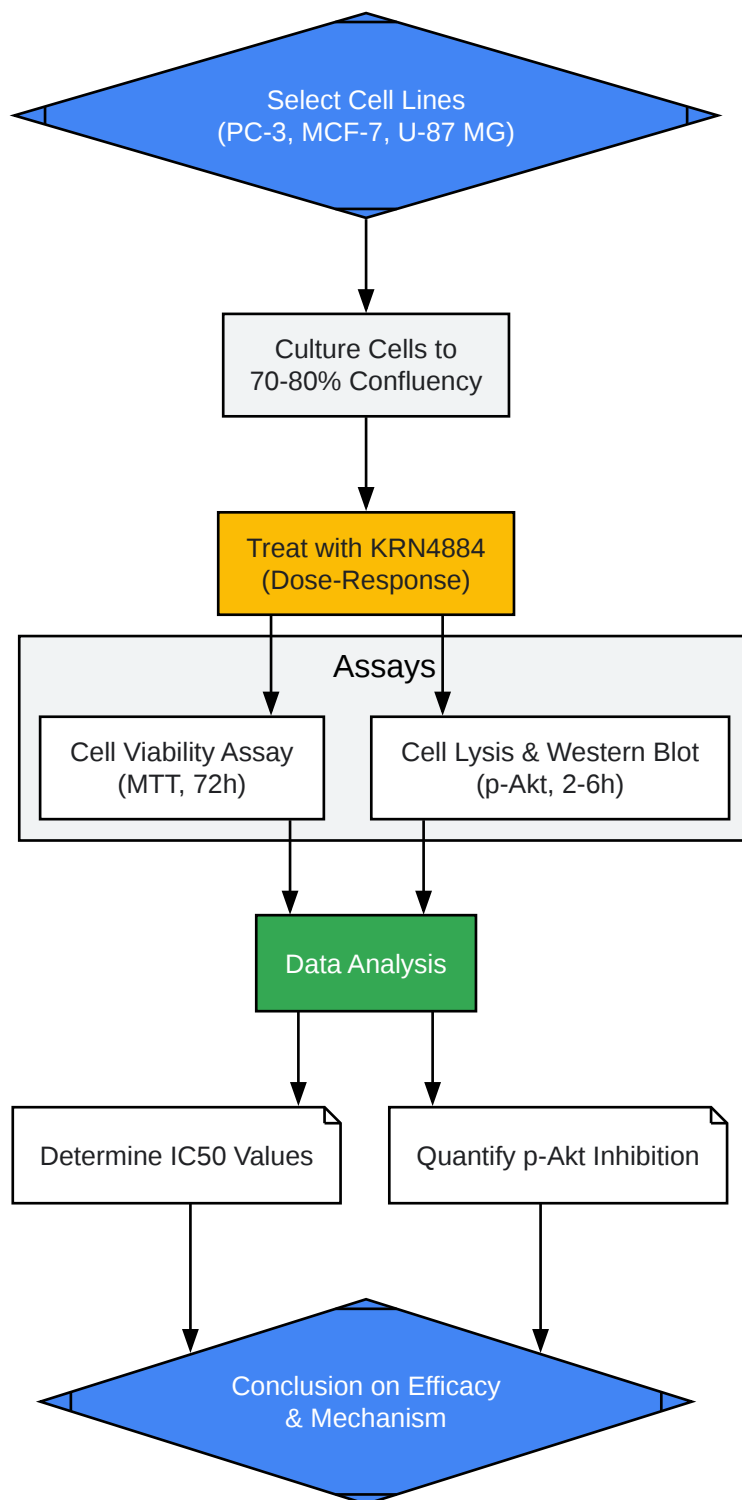 Select Cell Lines
(PC-3, MCF-7, U-87 MG)
Culture Cells to
70-80% Confluency
Treat with KRN4884
(Dose-Response)
Assays
Cell Viability Assay
(MTT, 72h)
Cell Lysis & Western Blot
(p-Akt, 2-6h)
Data Analysis
Determine IC50 Values
Quantify p-Akt Inhibition
Conclusion on Efficacy
& Mechanism